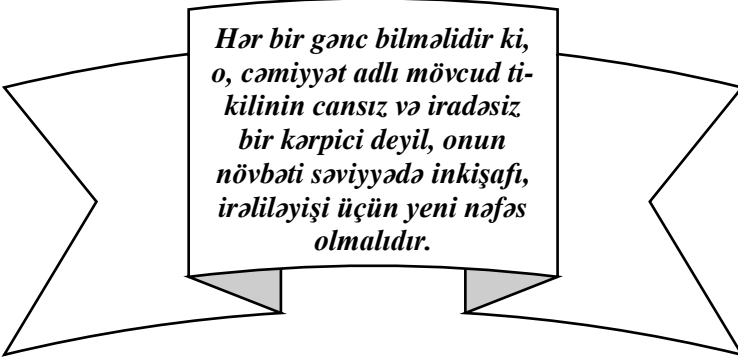 Hər bir gənc bilməlidir ki,
o, cəmiyyət adlı mövcud ti-
kilinin cansız və iradəsiz
bir kərpici deyil, onun
növbəti səviyyədə inkişafı,
irəliləyişi üçün yeni nəfəs
olmalıdır.